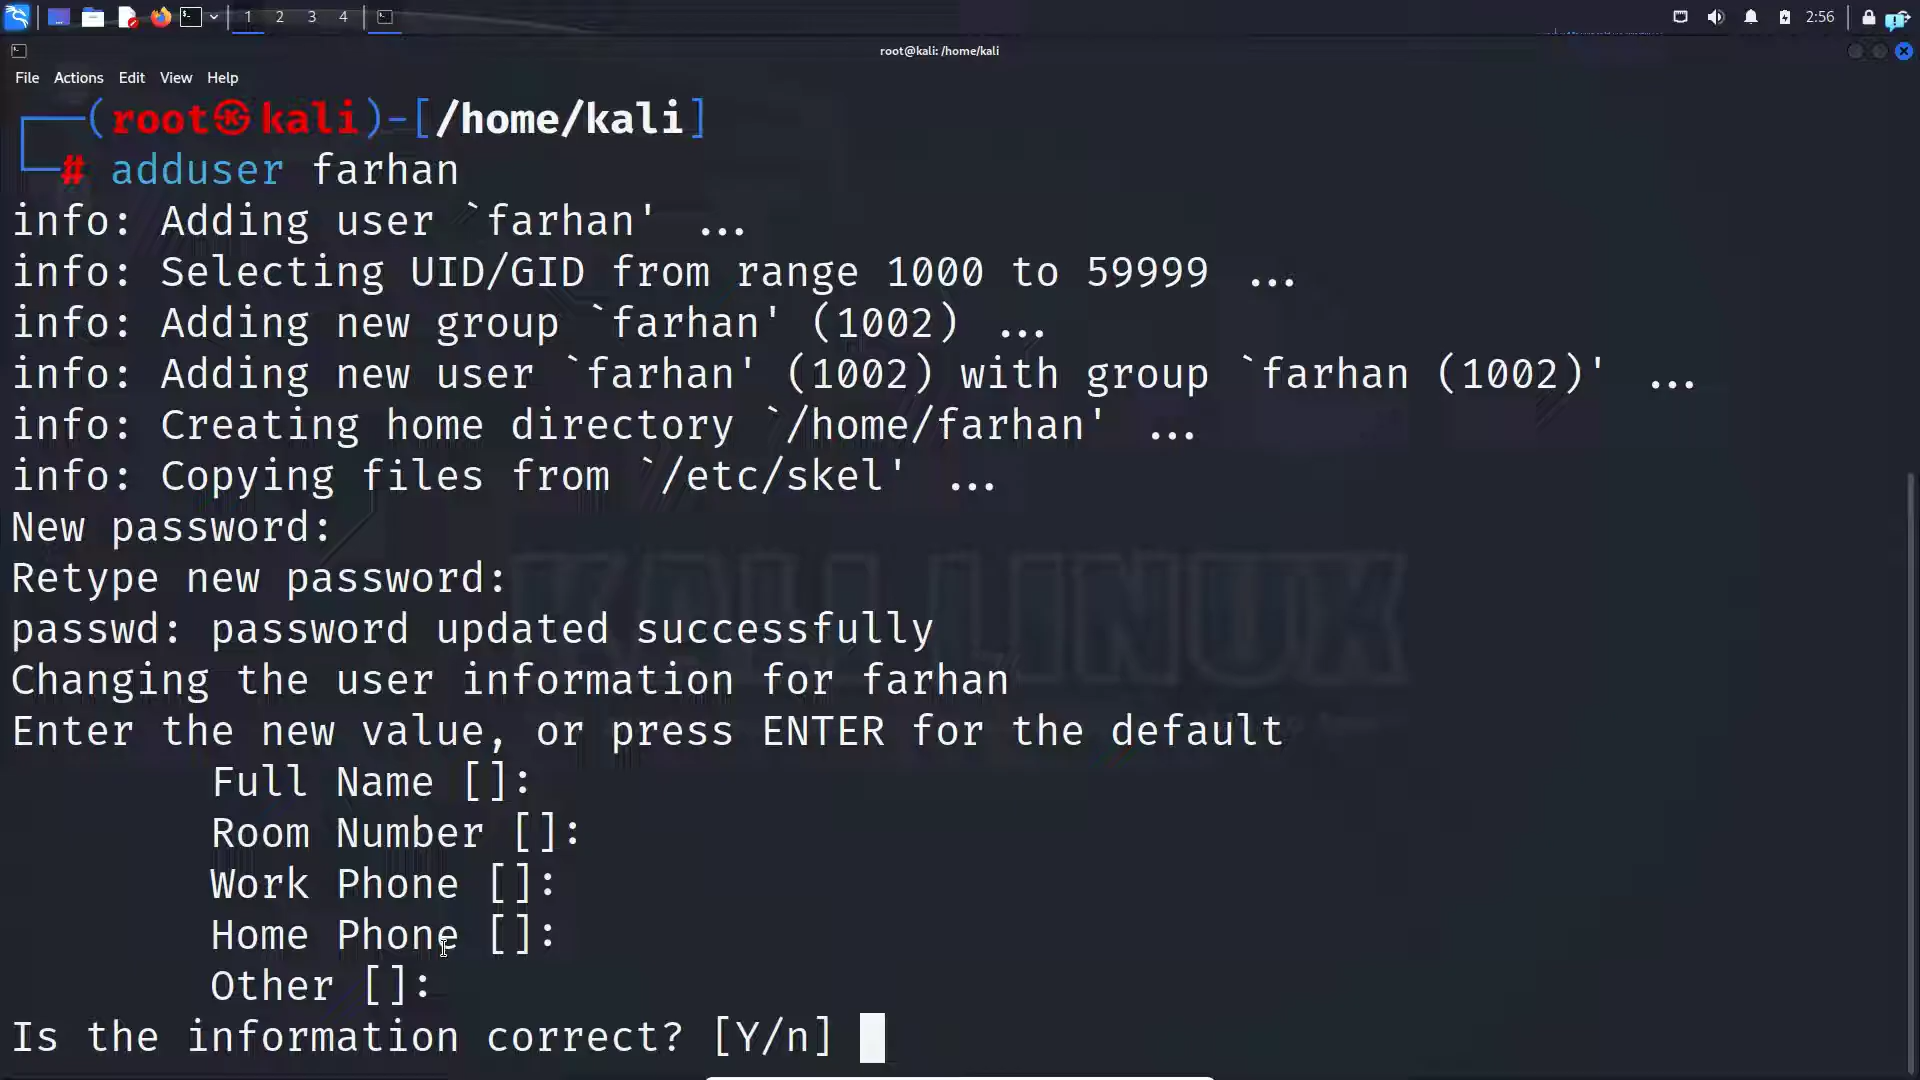 1 2 3 4
2:56
root@kali: /home/kali
File Actions Edit View Help
(root㉿kali)-[/home/kali]
# adduser farhan
info: Adding user `farhan' ...
info: Selecting UID/GID from range 1000 to 59999 ...
info: Adding new group `farhan' (1002) ...
info: Adding new user `farhan' (1002) with group `farhan (1002)' ...
info: Creating home directory `/home/farhan' ...
info: Copying files from `/etc/skel' ...
New password:
Retype new password:
passwd: password updated successfully
Changing the user information for farhan
Enter the new value, or press ENTER for the default
Full Name []:
Room Number []:
Work Phone []:
Home Phone []:
Other []:
Is the information correct? [Y/n]
KALI LINUX